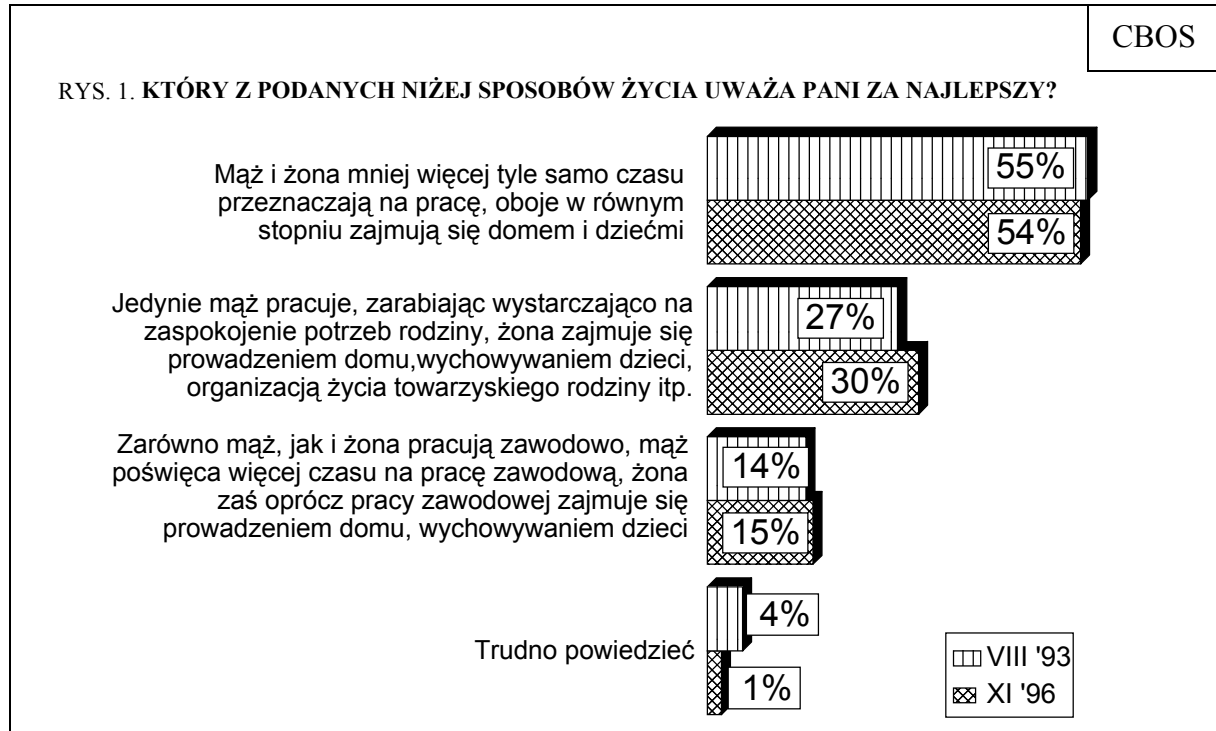 CBOS
RYS. 1. KTÓRY Z PODANYCH NIŻEJ SPOSOBÓW ŻYCIA UWAŻA PANI ZA NAJLEPSZY?
Mąż i żona mniej więcej tyle samo czasu
przeznaczają na pracę, oboje w równym
stopniu zajmują się domem i dziećmi
55%
54%
Jedynie mąż pracuje, zarabiając wystarczająco na
zaspokojenie potrzeb rodziny, żona zajmuje się
prowadzeniem domu,wychowywaniem dzieci,
organizacją życia towarzyskiego rodziny itp.
27%
30%
Zarówno mąż, jak i żona pracują zawodowo, mąż
poświęca więcej czasu na pracę zawodową, żona
zaś oprócz pracy zawodowej zajmuje się
prowadzeniem domu, wychowywaniem dzieci
14%
15%
Trudno powiedzieć
4%
1%
VIII '93
XI '96